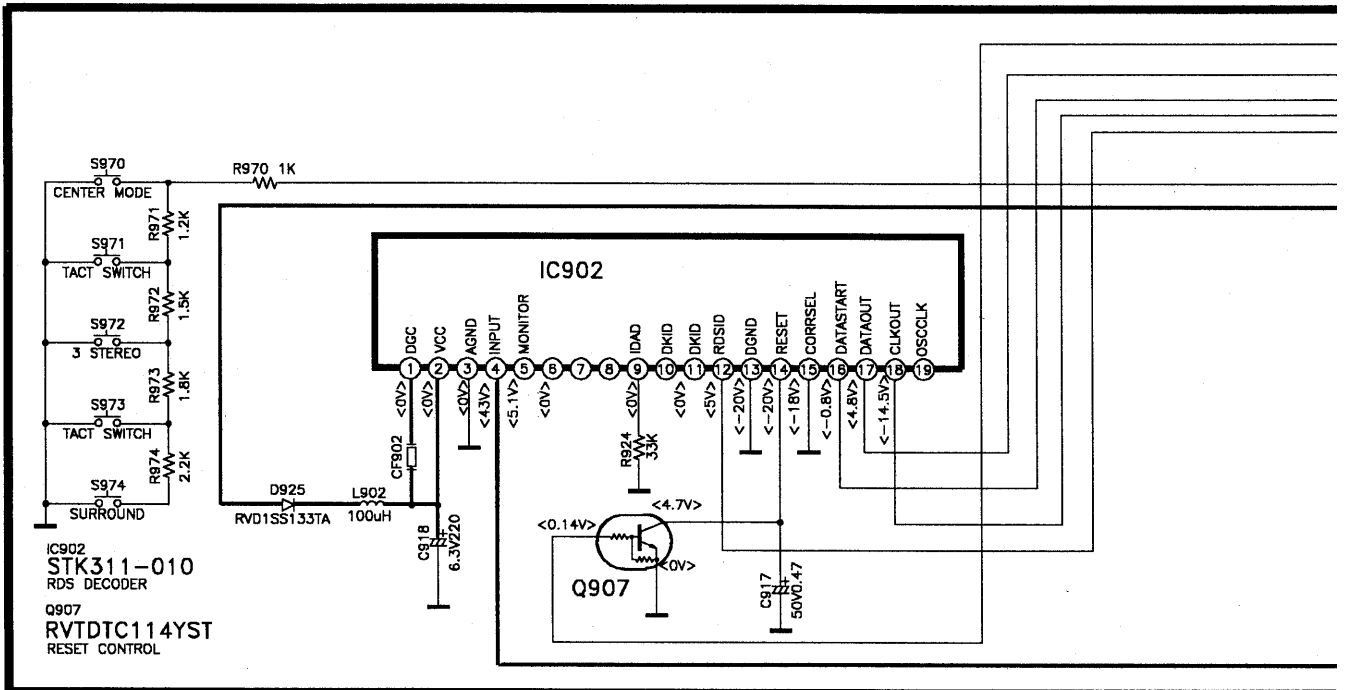 S970
CENTER MODE
R970 1K
R971
1.2K
S971
TACT SWITCH
R972
1.5K
S972
3 STEREO
R973
1.8K
S973
TACT SWITCH
R974
2.2K
S974
SURROUND
IC902
STK311-010
RDS DECODER
Q907
RVTDTC114YST
RESET CONTROL
D925
RVD1SS133TA
L902
100uH
CF902
C918
+
6.3V220
IC902
DGC
VCC
AGND
INPUT
MONITOR
IDAD
DKID
DKID
RDSID
DGND
RESET
CORRSEL
DATASTART
DATAOUT
CLKOUT
OSCCLK
1 2 3 4 5 6 7 8 9 10 11 12 13 14 15 16 17 18 19
<0V>
<0V>
<0V>
<43V>
<5.1V>
<0V>
<0V>
<0V>
<5V>
<-20V>
<-20V>
<-18V>
<-0.8V>
<4.8V>
<-14.5V>
R924
33K
<0.14V>
<4.7V>
<0V>
Q907
C917
+
50V0.47